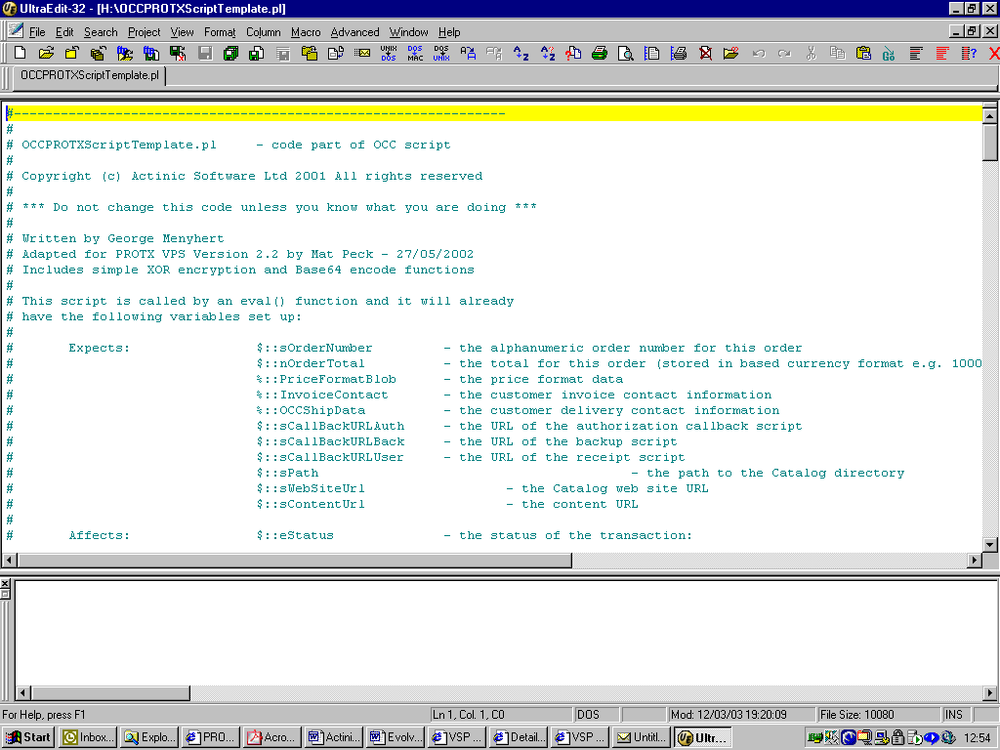 UltraEdit-32 - [H:\OCCPROTXScriptTemplate.pl]
File Edit Search Project View Format Column Macro Advanced Window Help
UNIX DOS DOS MAC DOS UNIX
OCCPROTXScriptTemplate.pl
#---------------------------------------------------------------
#
# OCCPROTXScriptTemplate.pl - code part of OCC script
#
# Copyright (c) Actinic Software Ltd 2001 All rights reserved
#
# *** Do not change this code unless you know what you are doing ***
#
# Written by George Menyhert
# Adapted for PROTX VPS Version 2.2 by Mat Peck - 27/05/2002
# Includes simple XOR encryption and Base64 encode functions
#
# This script is called by an eval() function and it will already
# have the following variables set up:
#
# Expects: $::sOrderNumber - the alphanumeric order number for this order
# $::nOrderTotal - the total for this order (stored in based currency format e.g. 1000
# %::PriceFormatBlob - the price format data
# %::InvoiceContact - the customer invoice contact information
# %::OCCShipData - the customer delivery contact information
# $::sCallBackURLAuth - the URL of the authorization callback script
# $::sCallBackURLBack - the URL of the backup script
# $::sCallBackURLUser - the URL of the receipt script
# $::sPath - the path to the Catalog directory
# $::sWebSiteUrl - the Catalog web site URL
# $::sContentUrl - the content URL
#
# Affects: $::eStatus - the status of the transaction:
For Help, press F1 Ln 1, Col. 1, C0 DOS Mod: 12/03/03 19:20:09 File Size: 10080 INS
Start Inbox... Explo... PRO... Acro... Actini... Evolv... VSP ... Detail... VSP ... Untitl... Ultr... 12:54